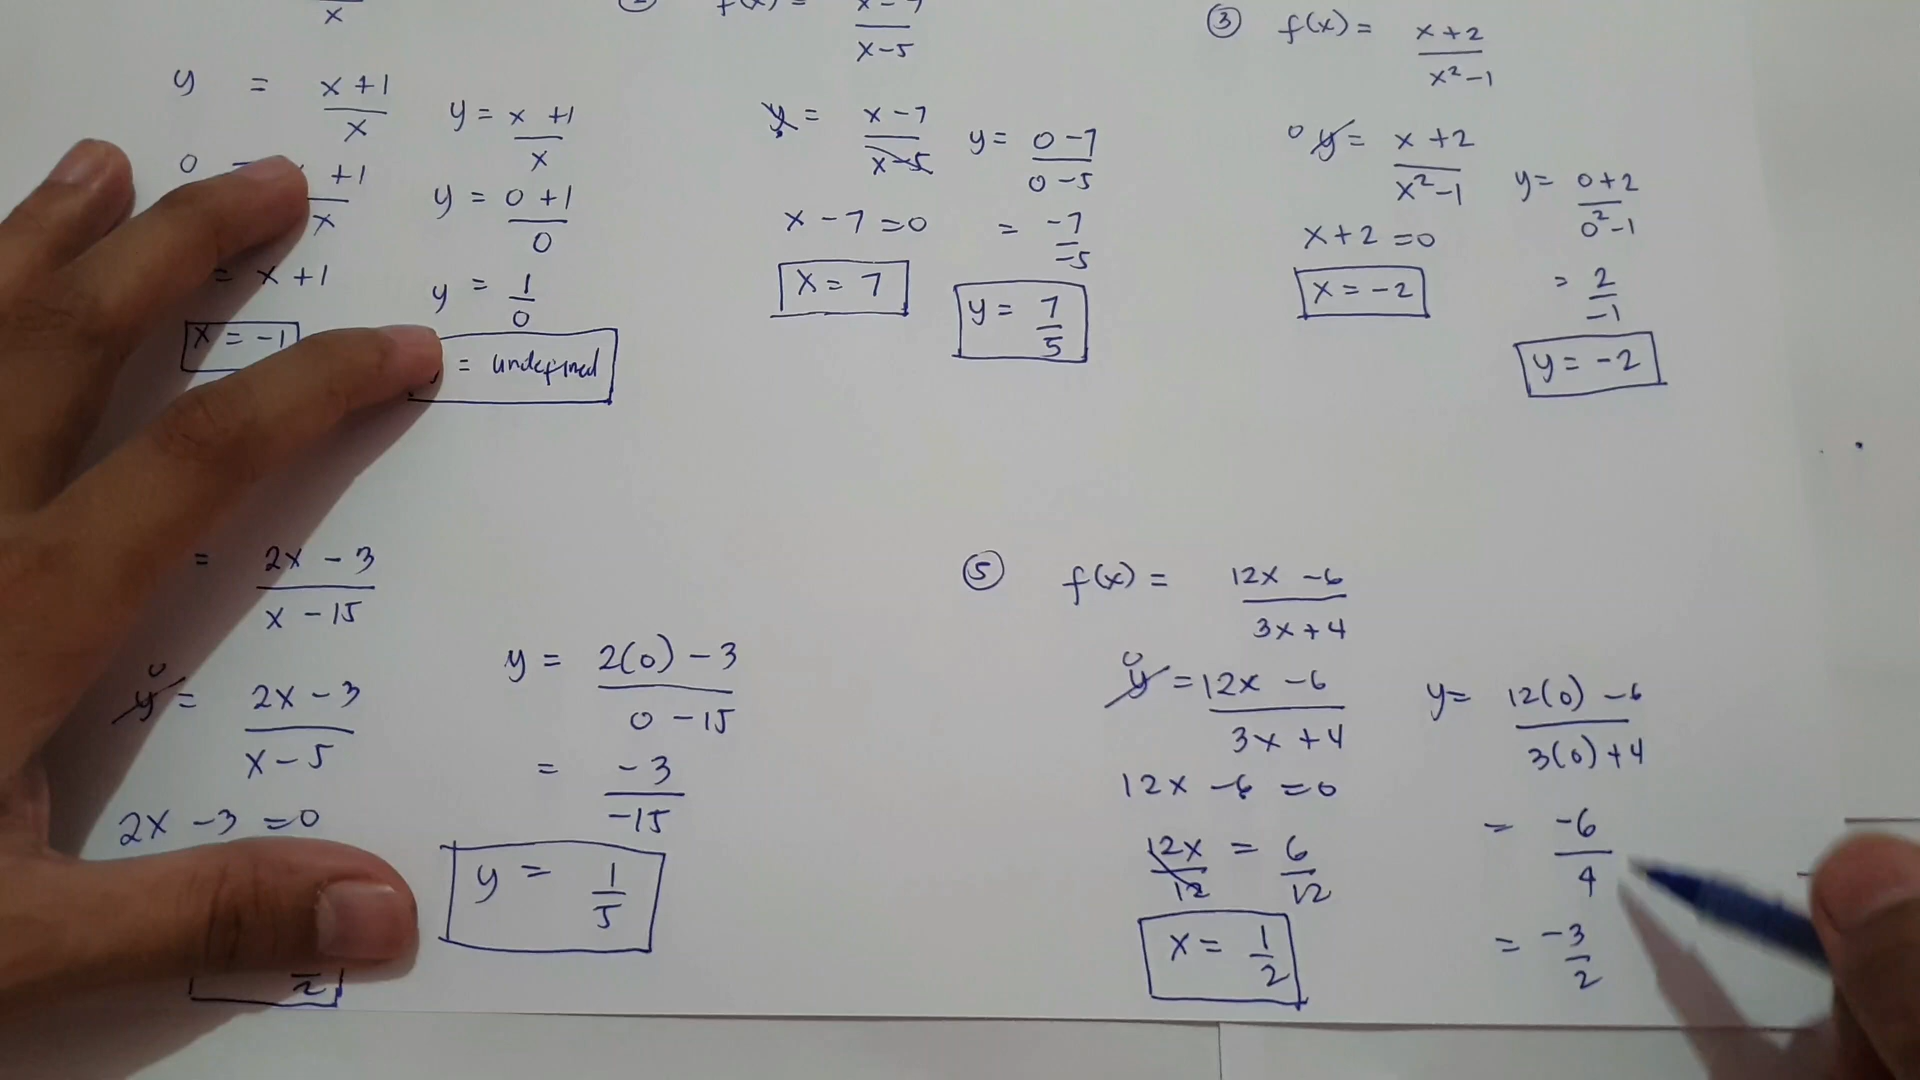 x
y = x+1 / x
0 = +1 / x
= x+1
x = -1
y = x+1 / x
y = 0+1 / 0
y = 1/0
= undefined
② f(x) = x-7 / x-5
y = x-7 / x-5
x-7=0
x = 7
y = 0-7 / 0-5
= -7 / -5
y = 7/5
③ f(x) = x+2 / x²-1
0 y = x+2 / x²-1
x+2=0
x = -2
y = 0+2 / 0²-1
= 2 / -1
y = -2
= 2x-3 / x-15
0
y = 2x-3 / x-5
2x-3=0
2
y = 2(0)-3 / 0-15
= -3 / -15
y = 1/5
⑤ f(x) = 12x-6 / 3x+4
0
y = 12x-6 / 3x+4
12x-6=0
12x/12 = 6/12
x = 1/2
y = 12(0)-6 / 3(0)+4
= -6/4
= -3/2